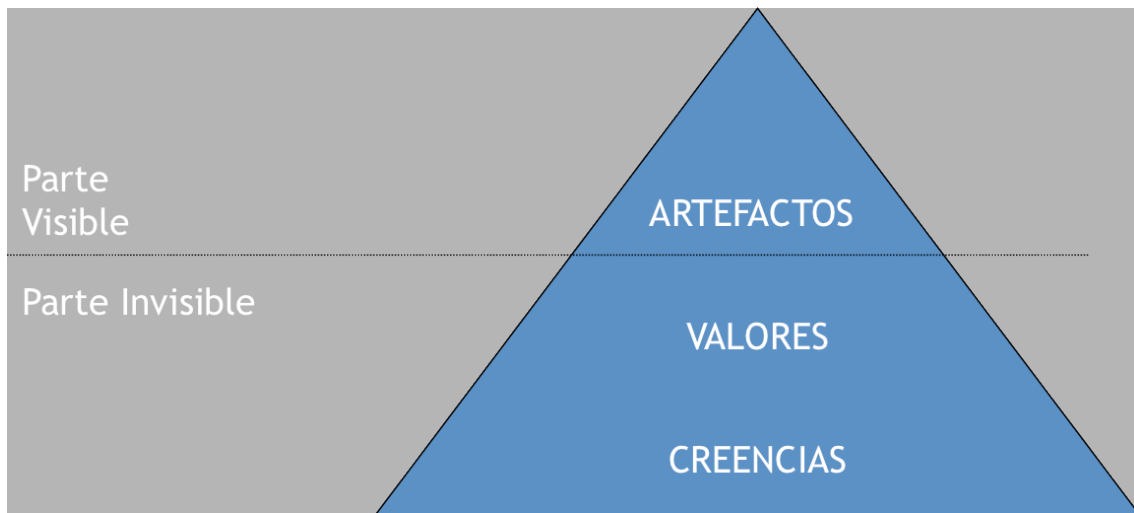 Parte
Visible
ARTEFACTOS
Parte Invisible
VALORES
CREENCIAS